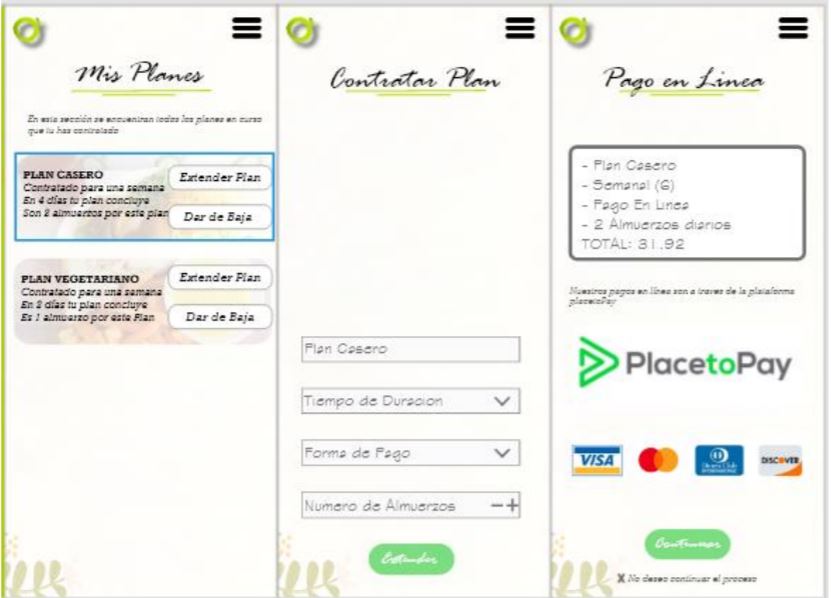 Mis Planes
En esta sección se encuentran todos los planes en curso
que tu has contratado
PLAN CASERO
Contratado para una semana
En 4 días tu plan concluye
Son 2 almuerzos por este plan
Extender Plan
Dar de Baja
PLAN VEGETARIANO
Contratado para una semana
En 2 días tu plan concluye
Es 1 almuerzo por este Plan
Extender Plan
Dar de Baja
Contratar Plan
Plan Casero
Tiempo de Duracion
Forma de Pago
Numero de Almuerzos
Extender
Pago en Linea
- Plan Casero
- Semanal (6)
- Pago En Linea
- 2 Almuerzos diarios
TOTAL: 31.92
Nuestros pagos en línea son a traves de la plataforma
placetoPay
PlacetoPay
VISA
Diners Club
DISCOVER
Continuar
X No deseo continuar el proceso